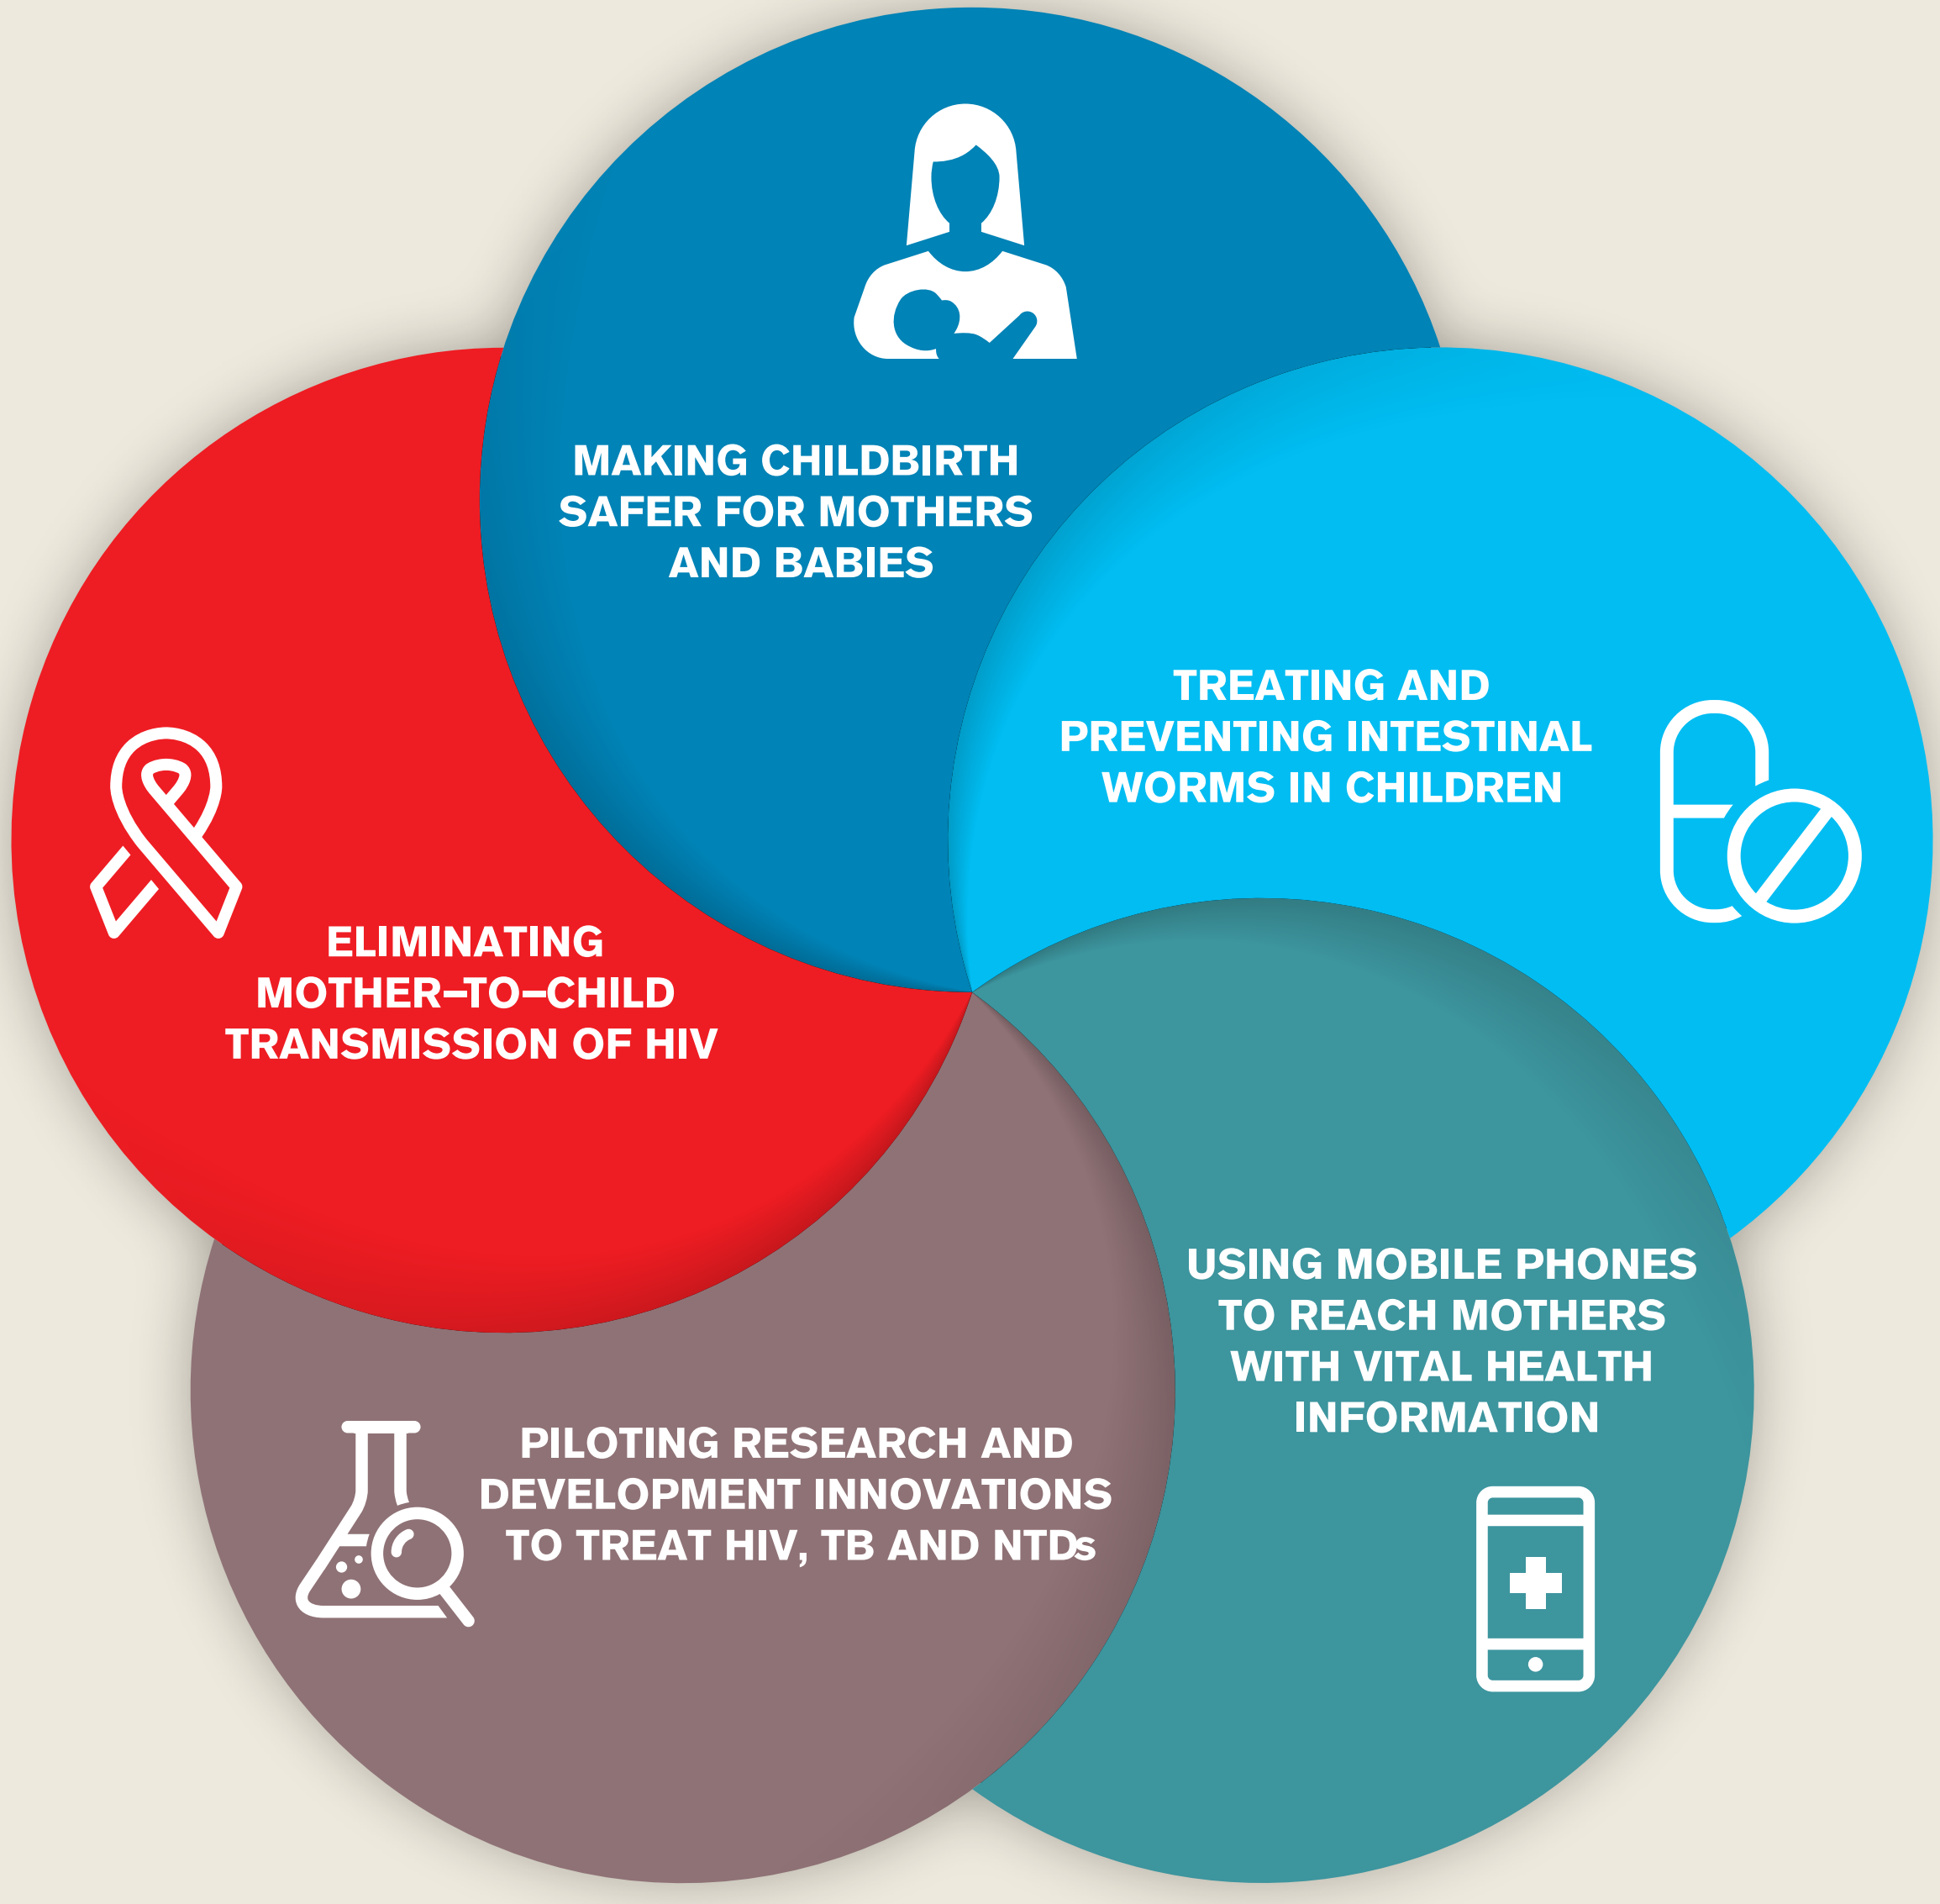 MAKING CHILDBIRTH
SAFER FOR MOTHERS
AND BABIES
TREATING AND
PREVENTING INTESTINAL
WORMS IN CHILDREN
ELIMINATING
MOTHER–TO–CHILD
TRANSMISSION OF HIV
USING MOBILE PHONES
TO REACH MOTHERS
WITH VITAL HEALTH
INFORMATION
PILOTING RESEARCH AND
DEVELOPMENT INNOVATIONS
TO TREAT HIV, TB AND NTDs